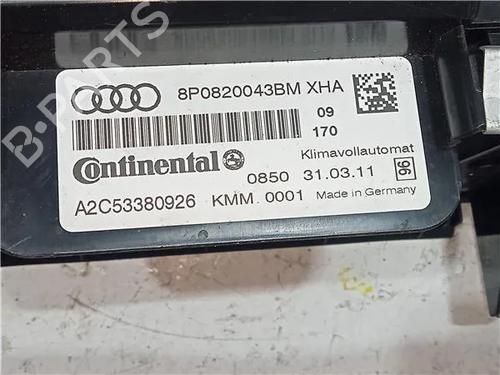 8P0820043BM XHA
09
170
Continental
Klimavollautomat
0850 31.03.11 96
A2C53380926 KMM 0001 Made in Germany
B-PARTS